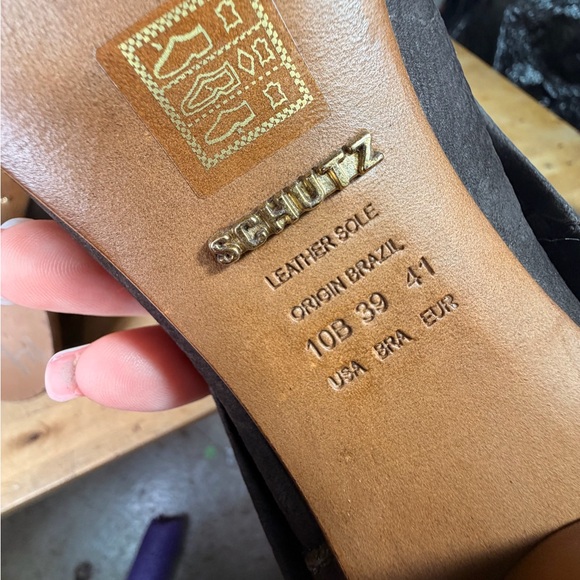 SCHUTZ
LEATHER SOLE
ORIGIN BRAZIL
10B 39 41
USA BRA EUR